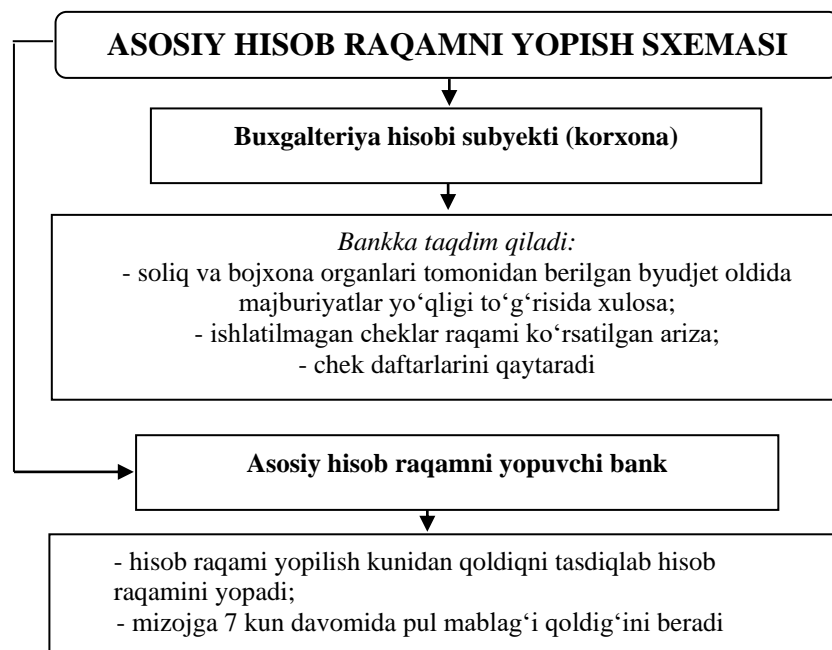 ASOSIY HISOB RAQAMNI YOPISH SXEMASI
Buxgalteriya hisobi subyekti (korxona)
Bankka taqdim qiladi:
- soliq va bojxona organlari tomonidan berilgan byudjet oldida
majburiyatlar yo‘qligi to‘g‘risida xulosa;
- ishlatilmagan cheklar raqami ko‘rsatilgan ariza;
- chek daftarlarini qaytaradi
Asosiy hisob raqamni yopuvchi bank
- hisob raqami yopilish kunidan qoldiqni tasdiqlab hisob
raqamini yopadi;
- mizojga 7 kun davomida pul mablag‘i qoldig‘ini beradi